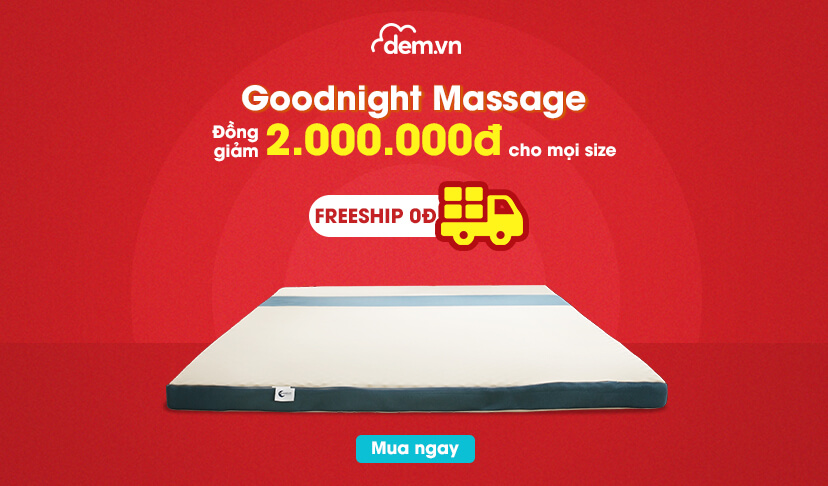 dem.vn
Goodnight Massage
Đồng
giảm 2.000.000đ cho mọi size
FREESHIP 0Đ
Mua ngay